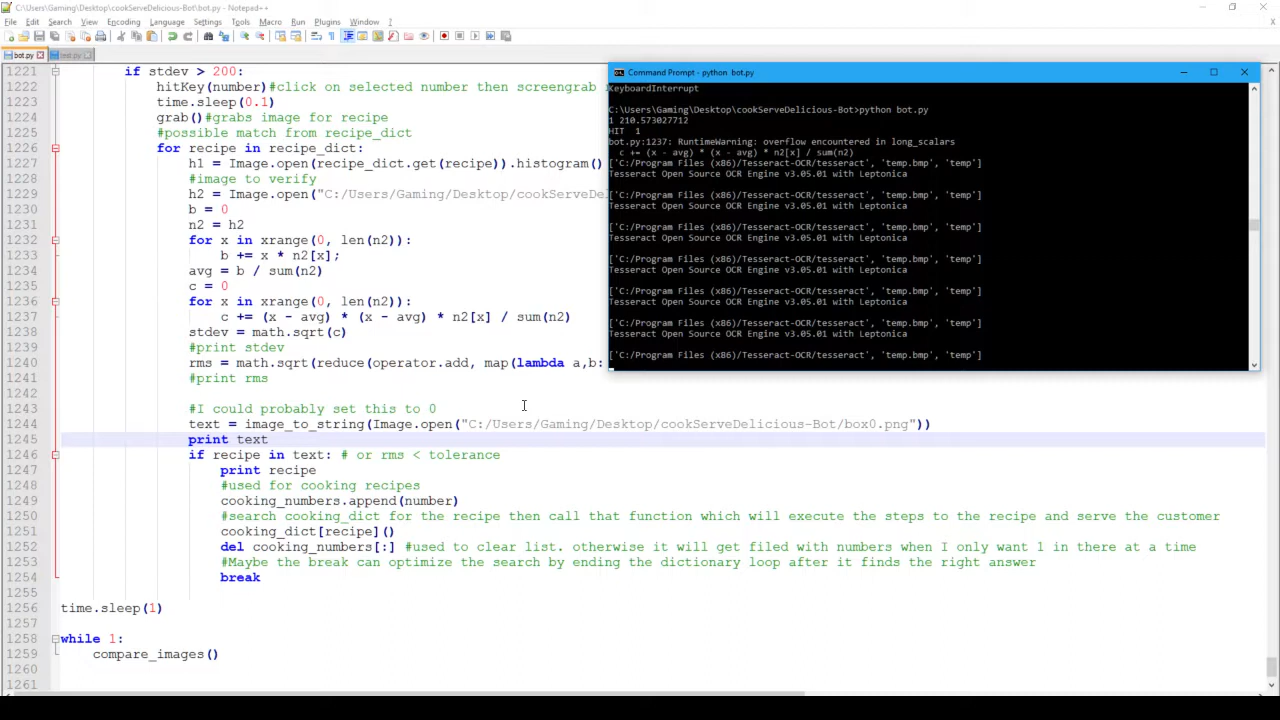 C:\Users\Gaming\Desktop\cookServeDelicious-Bot\bot.py - Notepad++
File Edit Search View Encoding Language Settings Tools Macro Run Plugins Window ?
bot.py test.py
1221 if stdev > 200:
1222 hitKey(number)#click on selected number then screengrab
1223 time.sleep(0.1)
1224 grab()#grabs image for recipe
1225 #possible match from recipe_dict
1226 for recipe in recipe_dict:
1227 h1 = Image.open(recipe_dict.get(recipe)).histogram()
1228 #image to verify
1229 h2 = Image.open("C:/Users/Gaming/Desktop/cookServeDel
1230 b = 0
1231 n2 = h2
1232 for x in xrange(0, len(n2)):
1233 b += x * n2[x];
1234 avg = b / sum(n2)
1235 c = 0
1236 for x in xrange(0, len(n2)):
1237 c += (x - avg) * (x - avg) * n2[x] / sum(n2)
1238 stdev = math.sqrt(c)
1239 #print stdev
1240 rms = math.sqrt(reduce(operator.add, map(lambda a,b:
1241 #print rms
1242
1243 #I could probably set this to 0
1244 text = image_to_string(Image.open("C:/Users/Gaming/Desktop/cookServeDelicious-Bot/box0.png"))
1245 print text
1246 if recipe in text: # or rms < tolerance
1247 print recipe
1248 #used for cooking recipes
1249 cooking_numbers.append(number)
1250 #search cooking_dict for the recipe then call that function which will execute the steps to the recipe and serve the customer
1251 cooking_dict[recipe]()
1252 del cooking_numbers[:] #used to clear list. otherwise it will get filed with numbers when I only want 1 in there at a time
1253 #Maybe the break can optimize the search by ending the dictionary loop after it finds the right answer
1254 break
1255
1256 time.sleep(1)
1257
1258 while 1:
1259 compare_images()
1260
1261
Command Prompt - python bot.py
KeyboardInterrupt
C:\Users\Gaming\Desktop\cookServeDelicious-Bot>python bot.py
1 210.573027712
HIT 1
bot.py:1237: RuntimeWarning: overflow encountered in long_scalars
c += (x - avg) * (x - avg) * n2[x] / sum(n2)
['C:/Program Files (x86)/Tesseract-OCR/tesseract', 'temp.bmp', 'temp']
Tesseract Open Source OCR Engine v3.05.01 with Leptonica
['C:/Program Files (x86)/Tesseract-OCR/tesseract', 'temp.bmp', 'temp']
Tesseract Open Source OCR Engine v3.05.01 with Leptonica
['C:/Program Files (x86)/Tesseract-OCR/tesseract', 'temp.bmp', 'temp']
Tesseract Open Source OCR Engine v3.05.01 with Leptonica
['C:/Program Files (x86)/Tesseract-OCR/tesseract', 'temp.bmp', 'temp']
Tesseract Open Source OCR Engine v3.05.01 with Leptonica
['C:/Program Files (x86)/Tesseract-OCR/tesseract', 'temp.bmp', 'temp']
Tesseract Open Source OCR Engine v3.05.01 with Leptonica
['C:/Program Files (x86)/Tesseract-OCR/tesseract', 'temp.bmp', 'temp']
Tesseract Open Source OCR Engine v3.05.01 with Leptonica
['C:/Program Files (x86)/Tesseract-OCR/tesseract', 'temp.bmp', 'temp']